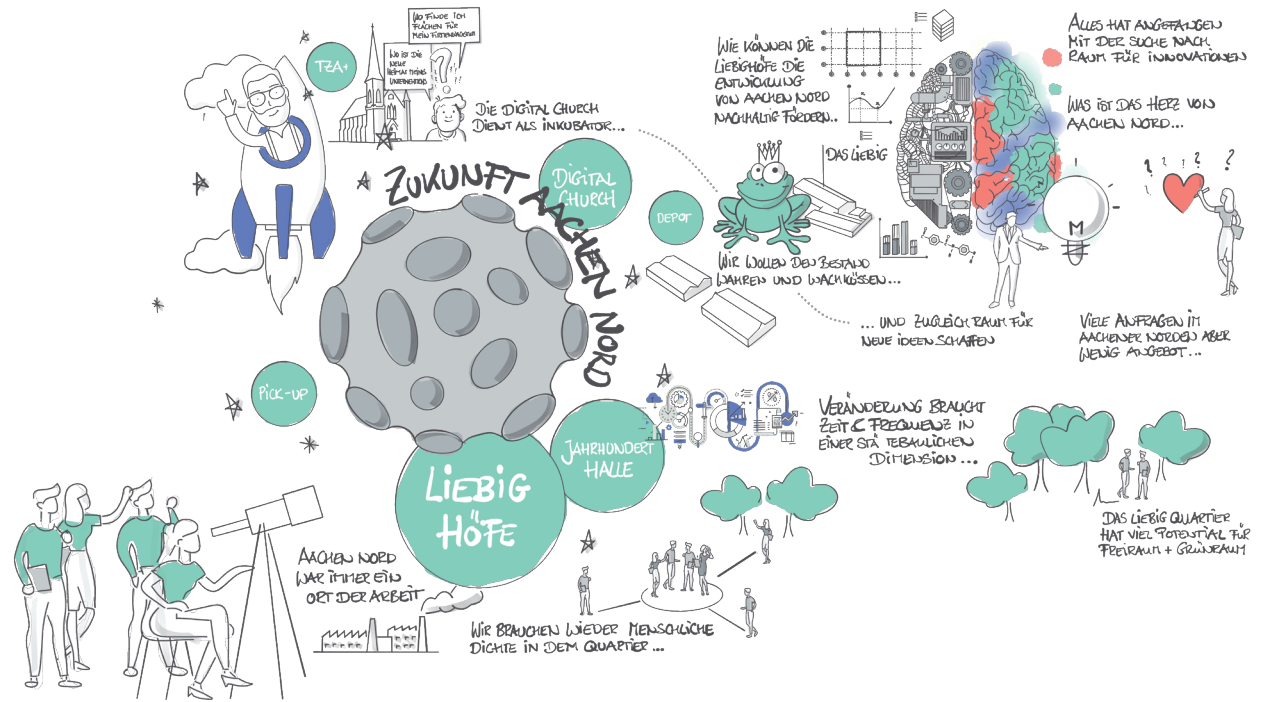 WO FINDE ICH
FLÄCHEN FÜR
MEIN FIRMENWACHSTUM
WO IST DIE
NEUE
HEIMAT MEINS
UNTERNEHMEN
TZA+
DIE DIGITAL CHURCH
DIENT ALS INKUBATOR...
ZUKUNFT AACHEN NORD
DIGITAL
CHURCH
DEPOT
PICK-UP
LIEBIG
HÖFE
JAHRHUNDERT
HALLE
WIE KÖNNEN DIE
LIEBIGHÖFE DIE
ENTWICKLUNG
VON AACHEN NORD
NACHHALTIG FÖRDERN..
DAS LIEBIG
WIR WOLLEN DEN BESTAND
WAHREN UND WACHKÜSSEN...
... UND ZUGLEICH RAUM FÜR
NEUE IDEEN SCHAFFEN
ALLES HAT ANGEFANGEN
MIT DER SUCHE NACH
RAUM FÜR INNOVATIONEN
WAS IST DAS HERZ VON
AACHEN NORD...
VIELE ANFRAGEN IM
AACHENER NORDEN ABER
WENIG ANGEBOT...
VERÄNDERUNG BRAUCHT
ZEIT & FREQUENZ IN
EINER STÄ TEBAULICHEN
DIMENSION...
DAS LIEBIG QUARTIER
HAT VIEL POTENTIAL FÜR
FREIRAUM + GRÜNRAUM
AACHEN NORD
WAR IMMER EIN
ORT DER ARBEIT
WIR BRAUCHEN WIEDER MENSCHLICHE
DICHTE IN DEM QUARTIER...